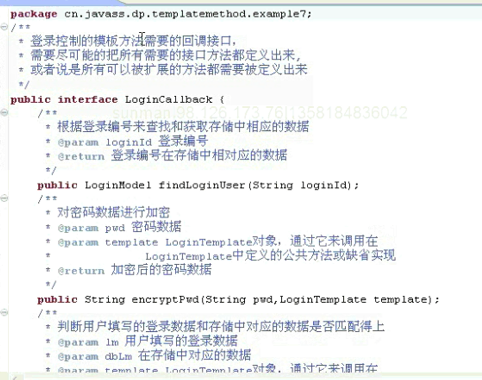 package cn.javass.dp.templatemethod.example7;
/**
 * 登录控制的模板方法需要的回调接口，
 * 需要尽可能的把所有需要的接口方法都定义出来，
 * 或者说是所有可以被扩展的方法都需要被定义出来
 */
public interface LoginCallback {
/**
 * 根据登录编号来查找和获取存储中相应的数据
 * @param loginId 登录编号
 * @return 登录编号在存储中相对应的数据
 */
public LoginModel findLoginUser(String loginId);
/**
 * 对密码数据进行加密
 * @param pwd 密码数据
 * @param template LoginTemplate对象，通过它来调用在
 * LoginTemplate中定义的公共方法或缺省实现
 * @return 加密后的密码数据
 */
public String encryptPwd(String pwd,LoginTemplate template);
/**
 * 判断用户填写的登录数据和存储中对应的数据是否匹配得上
 * @param lm 用户填写的登录数据
 * @param dbLm 在存储中对应的数据
 * @param template LoginTemplate对象，通过它来调用在